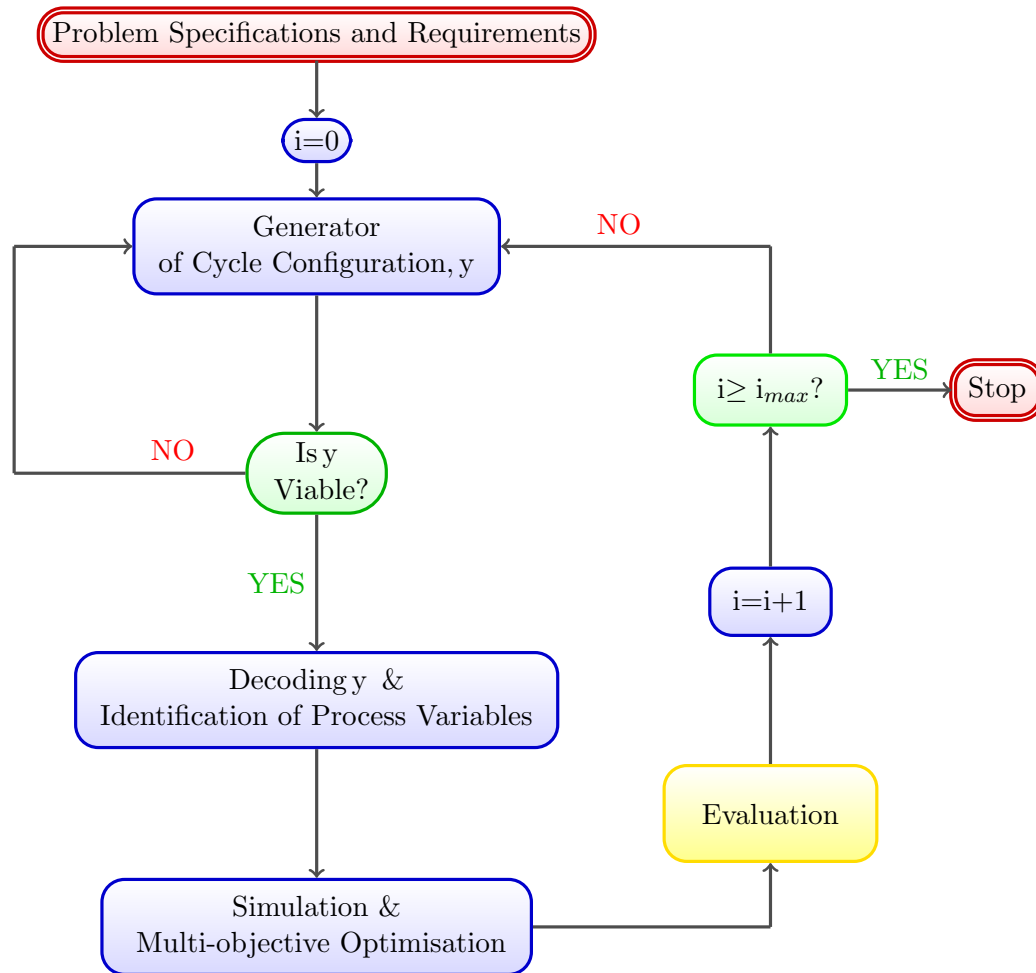 Problem Specifications and Requirements
i=0
Generator
of Cycle Configuration, y
NO
i≥ i_max?
YES
Stop
Is y
Viable?
NO
YES
i=i+1
Decoding y &
Identification of Process Variables
Evaluation
Simulation &
Multi-objective Optimisation